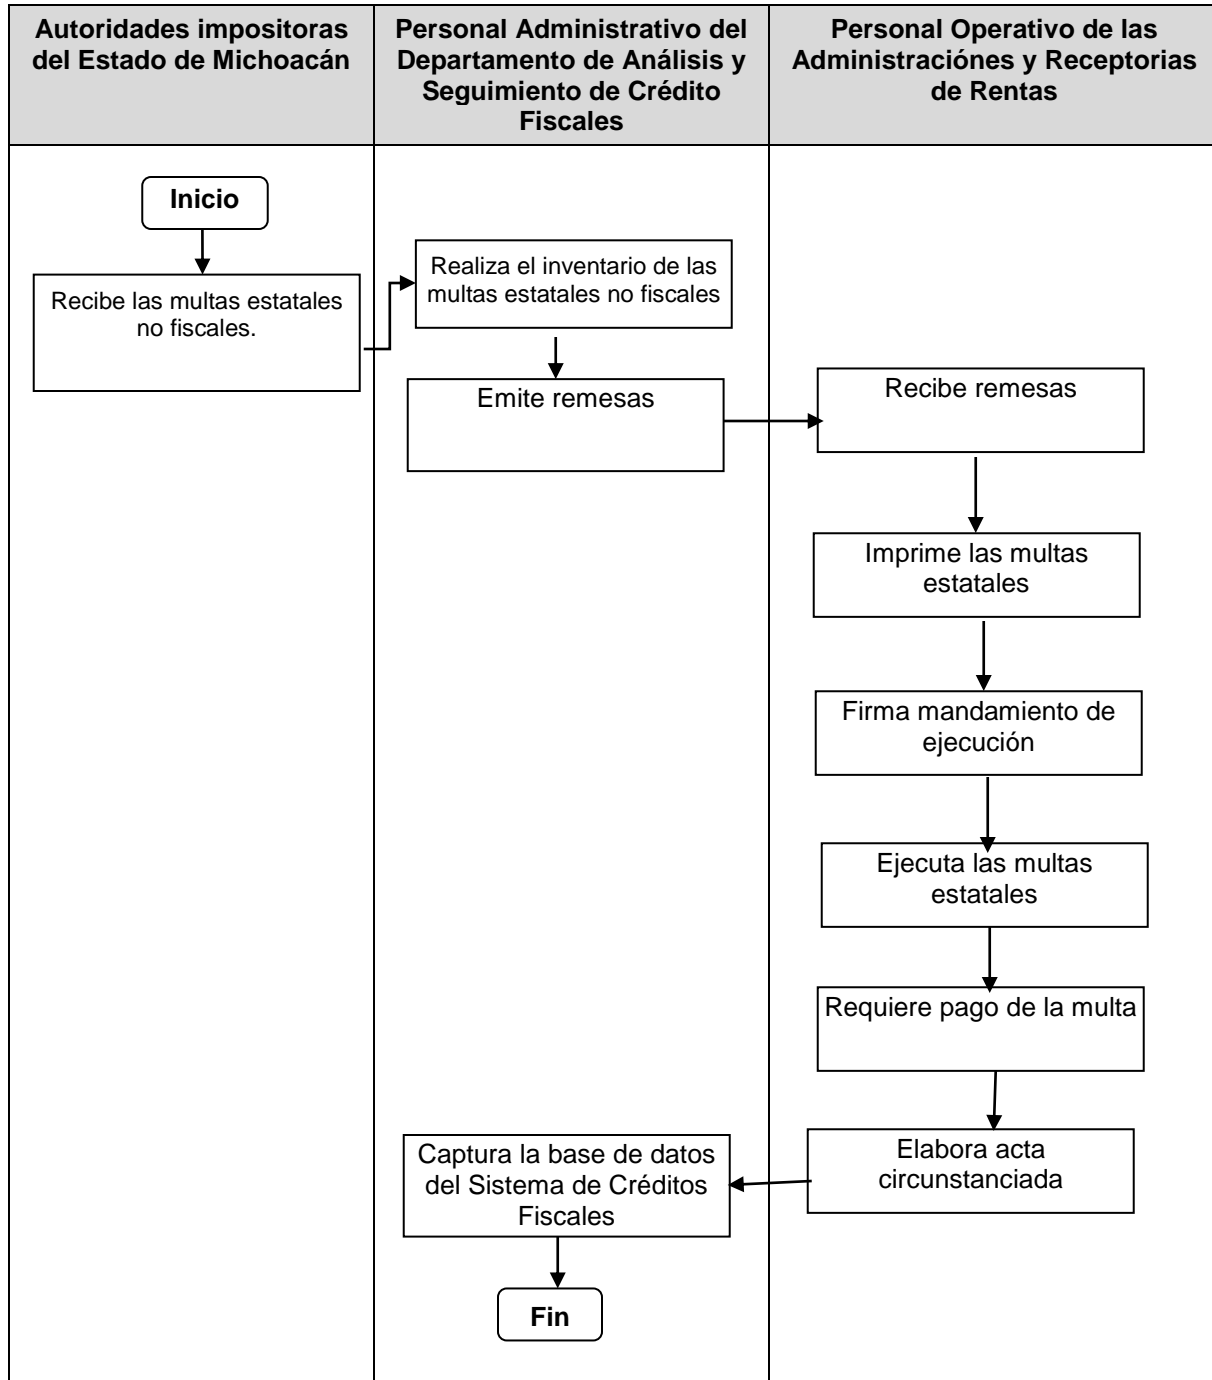 Autoridades impositoras
del Estado de Michoacán
Personal Administrativo del
Departamento de Análisis y
Seguimiento de Crédito
Fiscales
Personal Operativo de las
Administraciónes y Receptorias
de Rentas
Inicio
Recibe las multas estatales
no fiscales.
Realiza el inventario de las
multas estatales no fiscales
Emite remesas
Recibe remesas
Imprime las multas
estatales
Firma mandamiento de
ejecución
Ejecuta las multas
estatales
Requiere pago de la multa
Elabora acta
circunstanciada
Captura la base de datos
del Sistema de Créditos
Fiscales
Fin